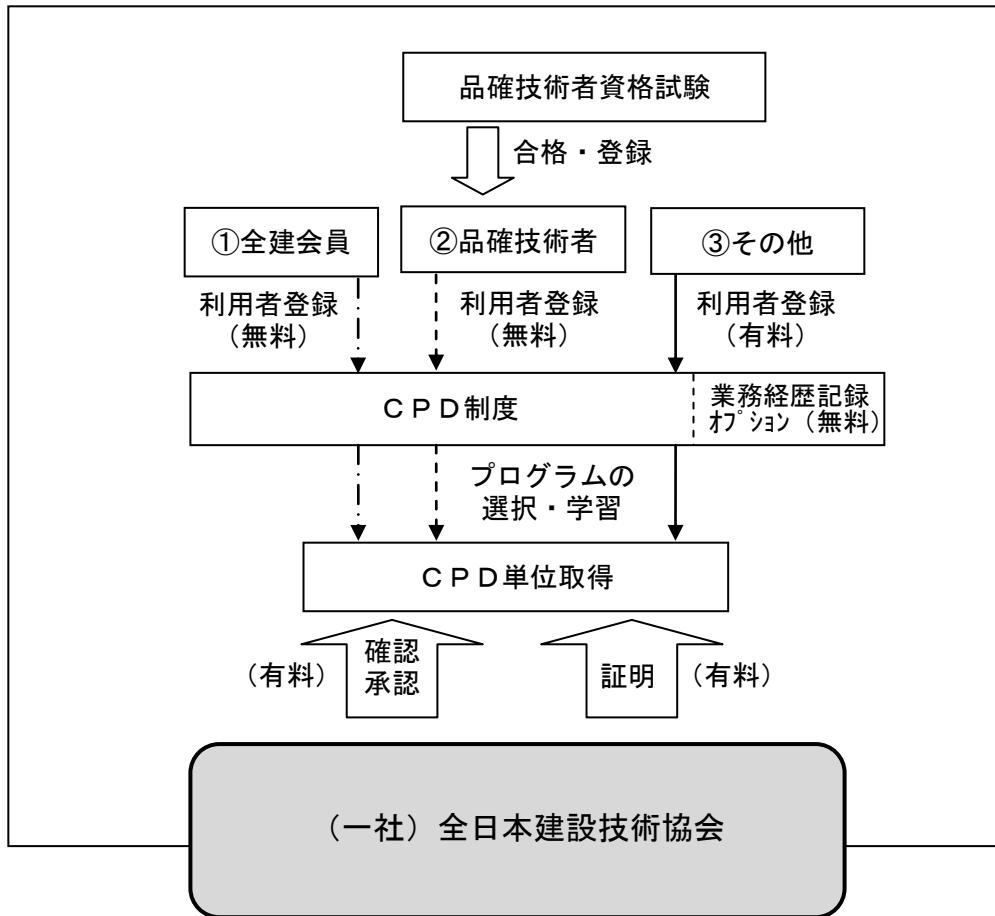 品確技術者資格試験
合格・登録
①全建会員
②品確技術者
③その他
利用者登録
（無料）
利用者登録
（無料）
利用者登録
（有料）
ＣＰＤ制度
業務経歴記録
ｵﾌﾟｼｮﾝ（無料）
プログラムの
選択・学習
ＣＰＤ単位取得
（有料）
確認
承認
証明
（有料）
（一社）全日本建設技術協会